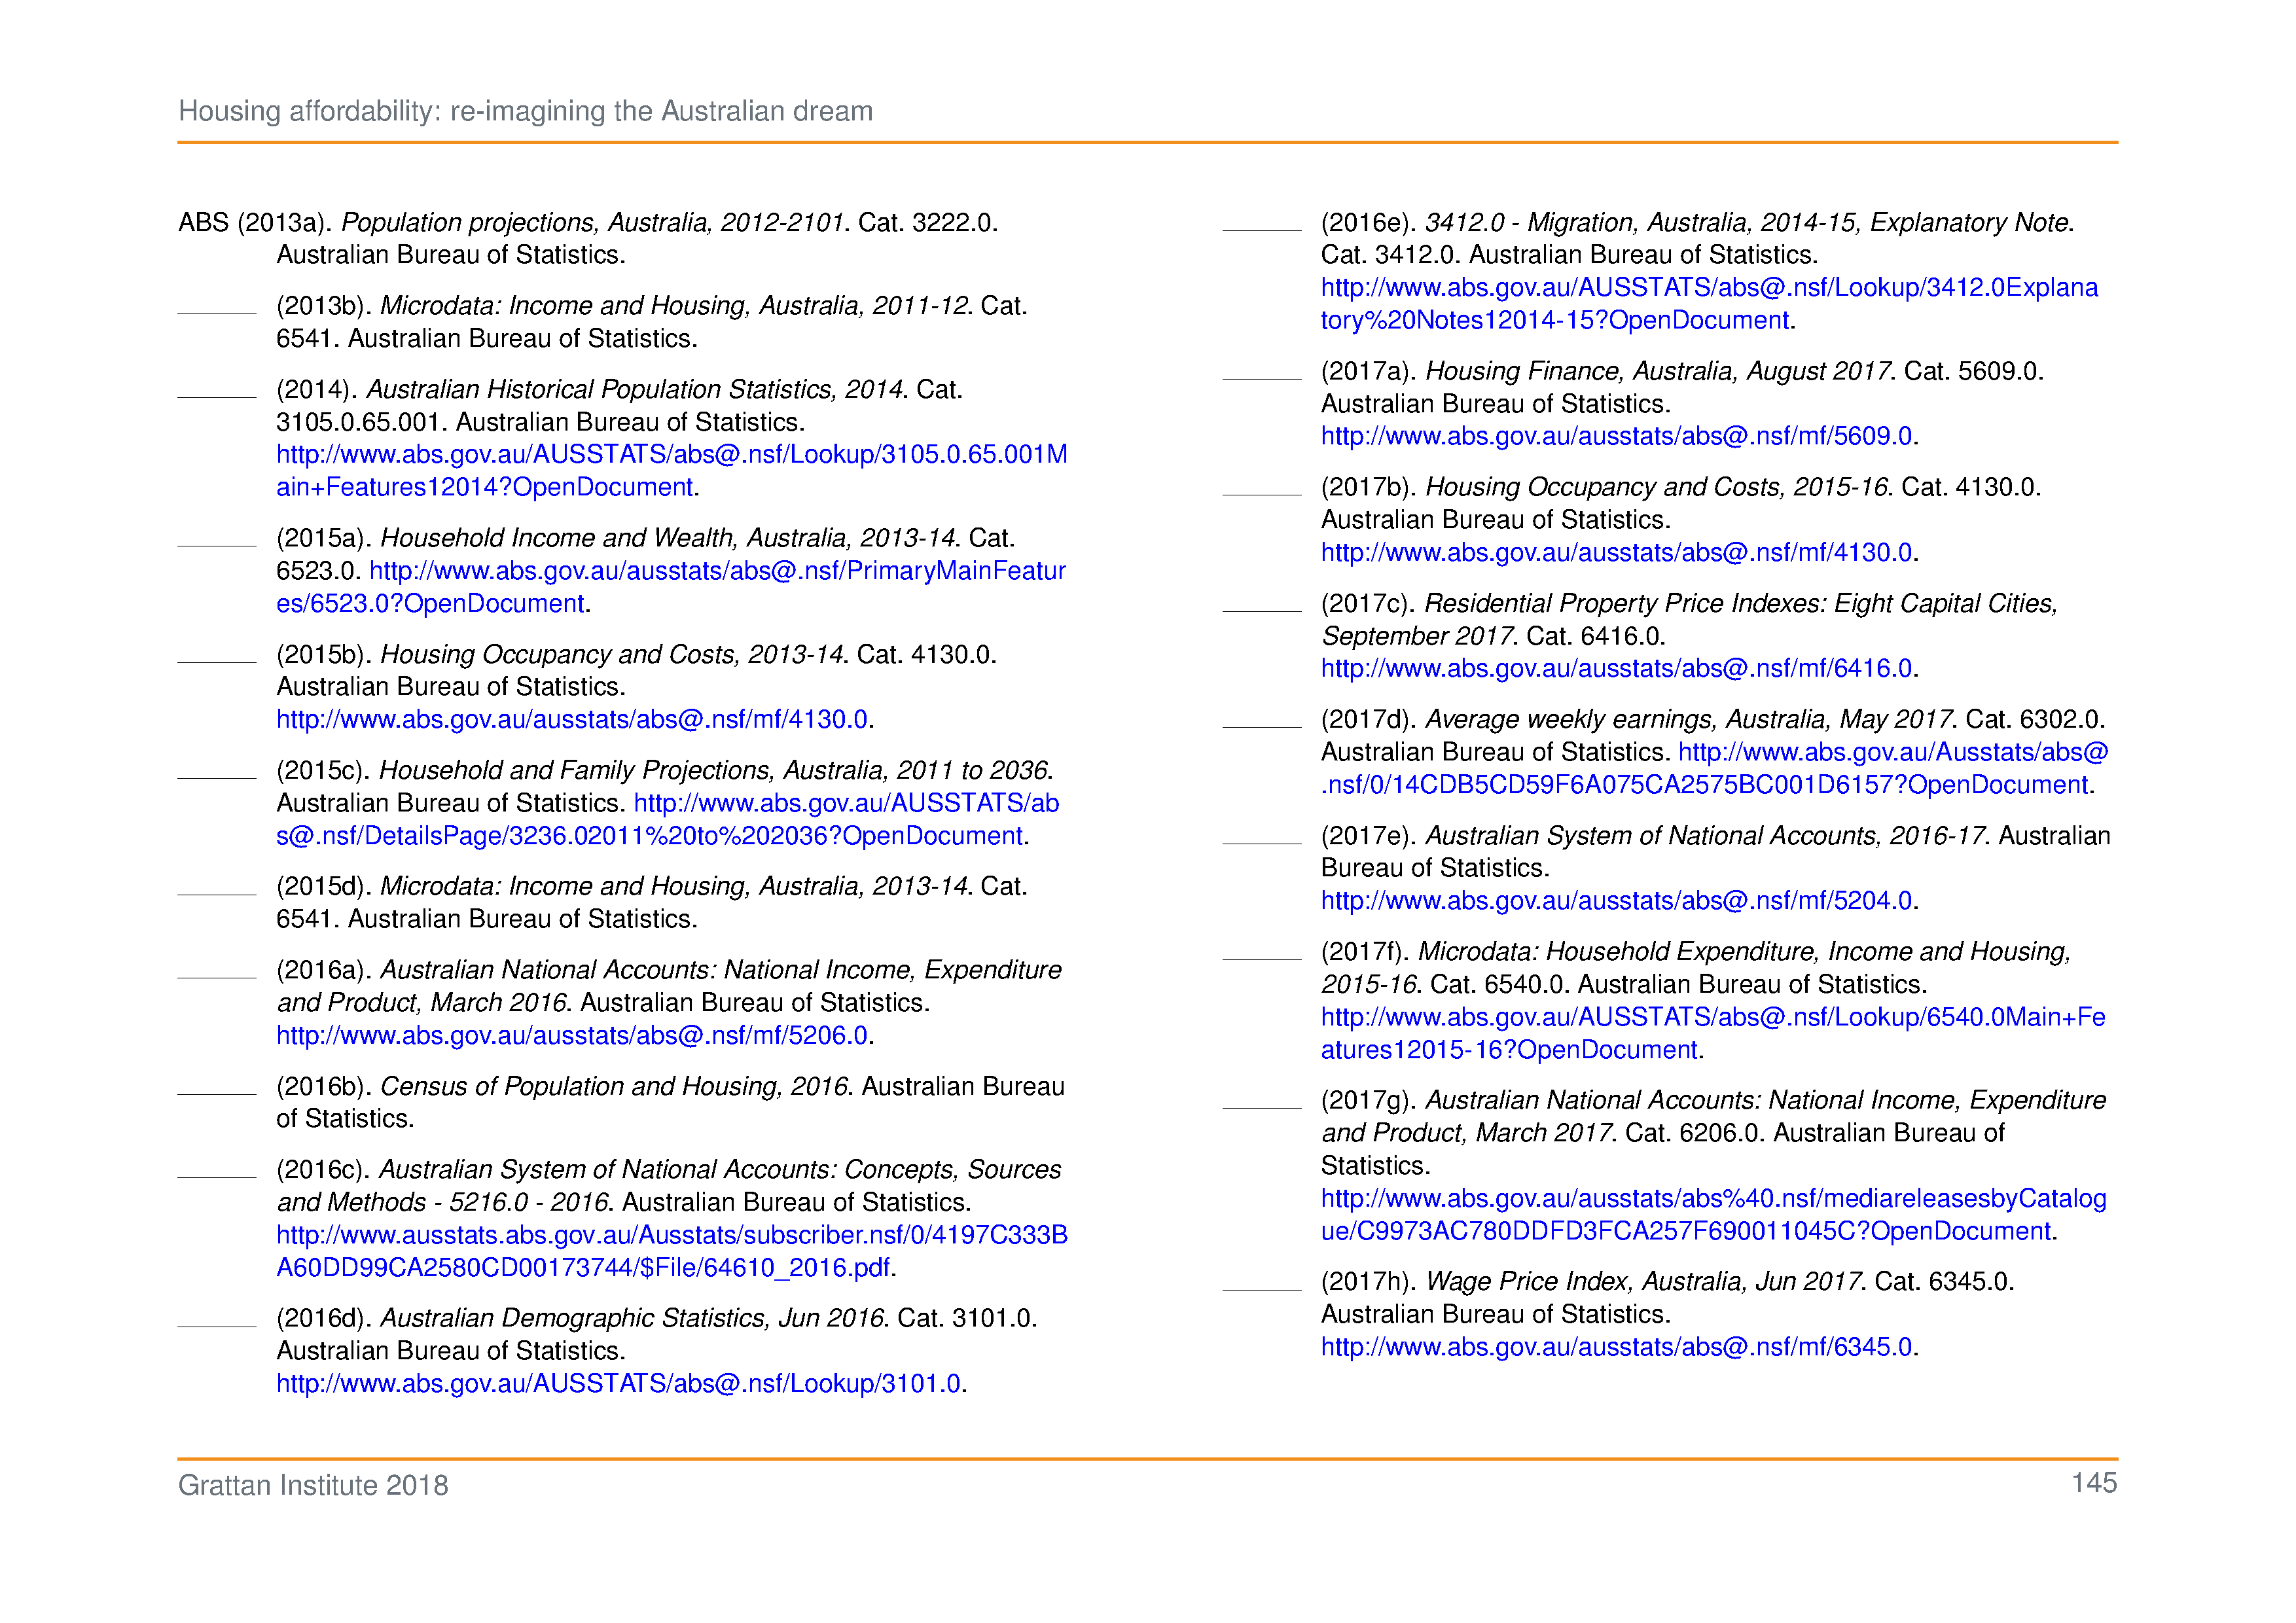 Housing affordability: re-imagining the Australian dream
ABS (2013a). Population projections, Australia, 2012-2101. Cat. 3222.0.
Australian Bureau of Statistics.
(2013b). Microdata: Income and Housing, Australia, 2011-12. Cat.
6541. Australian Bureau of Statistics.
(2014). Australian Historical Population Statistics, 2014. Cat.
3105.0.65.001. Australian Bureau of Statistics.
http://www.abs.gov.au/AUSSTATS/abs@.nsf/Lookup/3105.0.65.001M
ain+Features12014?OpenDocument.
(2015a). Household Income and Wealth, Australia, 2013-14. Cat.
6523.0. http://www.abs.gov.au/ausstats/abs@.nsf/PrimaryMainFeatur
es/6523.0?OpenDocument.
(2015b). Housing Occupancy and Costs, 2013-14. Cat. 4130.0.
Australian Bureau of Statistics.
http://www.abs.gov.au/ausstats/abs@.nsf/mf/4130.0.
(2015c). Household and Family Projections, Australia, 2011 to 2036.
Australian Bureau of Statistics. http://www.abs.gov.au/AUSSTATS/ab
s@.nsf/DetailsPage/3236.02011%20to%202036?OpenDocument.
(2015d). Microdata: Income and Housing, Australia, 2013-14. Cat.
6541. Australian Bureau of Statistics.
(2016a). Australian National Accounts: National Income, Expenditure
and Product, March 2016. Australian Bureau of Statistics.
http://www.abs.gov.au/ausstats/abs@.nsf/mf/5206.0.
(2016b). Census of Population and Housing, 2016. Australian Bureau
of Statistics.
(2016c). Australian System of National Accounts: Concepts, Sources
and Methods - 5216.0 - 2016. Australian Bureau of Statistics.
http://www.ausstats.abs.gov.au/Ausstats/subscriber.nsf/0/4197C333B
A60DD99CA2580CD00173744/$File/64610_2016.pdf.
(2016d). Australian Demographic Statistics, Jun 2016. Cat. 3101.0.
Australian Bureau of Statistics.
http://www.abs.gov.au/AUSSTATS/abs@.nsf/Lookup/3101.0.
(2016e). 3412.0 - Migration, Australia, 2014-15, Explanatory Note.
Cat. 3412.0. Australian Bureau of Statistics.
http://www.abs.gov.au/AUSSTATS/abs@.nsf/Lookup/3412.0Explana
tory%20Notes12014-15?OpenDocument.
(2017a). Housing Finance, Australia, August 2017. Cat. 5609.0.
Australian Bureau of Statistics.
http://www.abs.gov.au/ausstats/abs@.nsf/mf/5609.0.
(2017b). Housing Occupancy and Costs, 2015-16. Cat. 4130.0.
Australian Bureau of Statistics.
http://www.abs.gov.au/ausstats/abs@.nsf/mf/4130.0.
(2017c). Residential Property Price Indexes: Eight Capital Cities,
September 2017. Cat. 6416.0.
http://www.abs.gov.au/ausstats/abs@.nsf/mf/6416.0.
(2017d). Average weekly earnings, Australia, May 2017. Cat. 6302.0.
Australian Bureau of Statistics. http://www.abs.gov.au/Ausstats/abs@
.nsf/0/14CDB5CD59F6A075CA2575BC001D6157?OpenDocument.
(2017e). Australian System of National Accounts, 2016-17. Australian
Bureau of Statistics.
http://www.abs.gov.au/ausstats/abs@.nsf/mf/5204.0.
(2017f). Microdata: Household Expenditure, Income and Housing,
2015-16. Cat. 6540.0. Australian Bureau of Statistics.
http://www.abs.gov.au/AUSSTATS/abs@.nsf/Lookup/6540.0Main+Fe
atures12015-16?OpenDocument.
(2017g). Australian National Accounts: National Income, Expenditure
and Product, March 2017. Cat. 6206.0. Australian Bureau of
Statistics.
http://www.abs.gov.au/ausstats/abs%40.nsf/mediareleasesbyCatalog
ue/C9973AC780DDFD3FCA257F690011045C?OpenDocument.
(2017h). Wage Price Index, Australia, Jun 2017. Cat. 6345.0.
Australian Bureau of Statistics.
http://www.abs.gov.au/ausstats/abs@.nsf/mf/6345.0.
Grattan Institute 2018
145